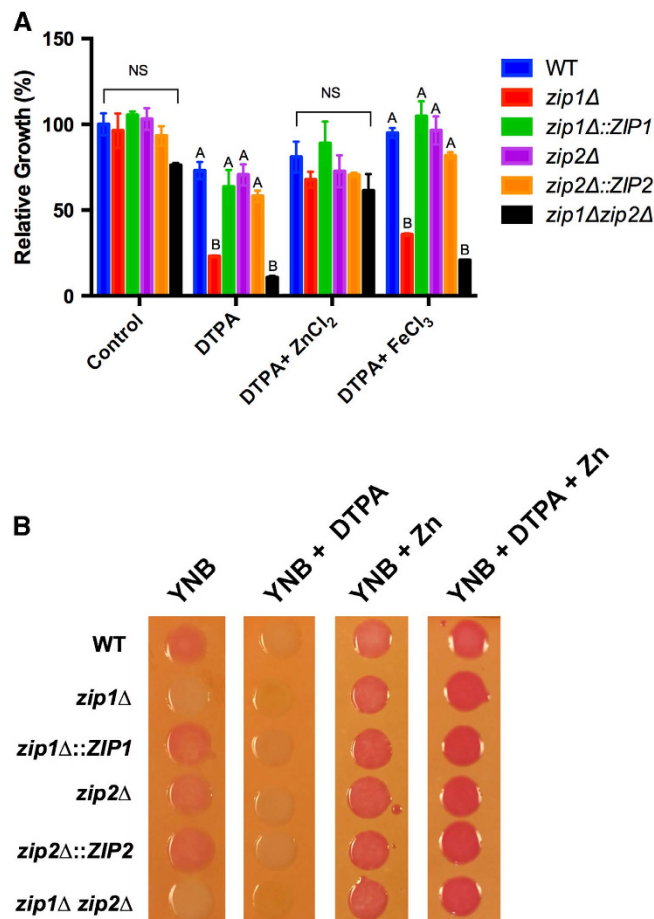 A
Relative Growth (%)
150
100
50
0
NS
A
A
A
A
B
B
NS
A
A
A
A
B
B
Control
DTPA
DTPA+ ZnCl₂
DTPA+ FeCl₃
WT
zip1Δ
zip1Δ::ZIP1
zip2Δ
zip2Δ::ZIP2
zip1Δzip2Δ
B
YNB
YNB + DTPA
YNB + Zn
YNB + DTPA + Zn
WT
zip1Δ
zip1Δ::ZIP1
zip2Δ
zip2Δ::ZIP2
zip1Δ zip2Δ